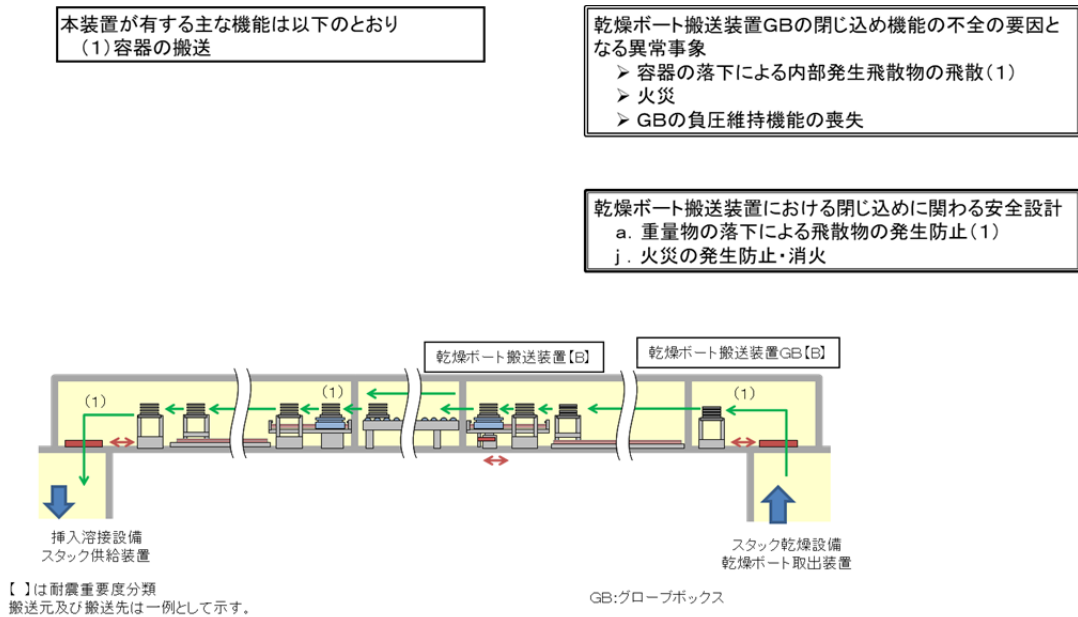 本装置が有する主な機能は以下のとおり
（１）容器の搬送
乾燥ボート搬送装置GBの閉じ込め機能の不全の要因と
なる異常事象
➢ 容器の落下による内部発生飛散物の飛散（１）
➢ 火災
➢ GBの負圧維持機能の喪失
乾燥ボート搬送装置における閉じ込めに関わる安全設計
ａ．重量物の落下による飛散物の発生防止（１）
ｊ．火災の発生防止・消火
乾燥ボート搬送装置【B】
乾燥ボート搬送装置GB【B】
（１）
（１）
（１）
挿入溶接設備
スタック供給装置
スタック乾燥設備
乾燥ボート取出装置
【 】は耐震重要度分類
搬送元及び搬送先は一例として示す。
GB:グローブボックス